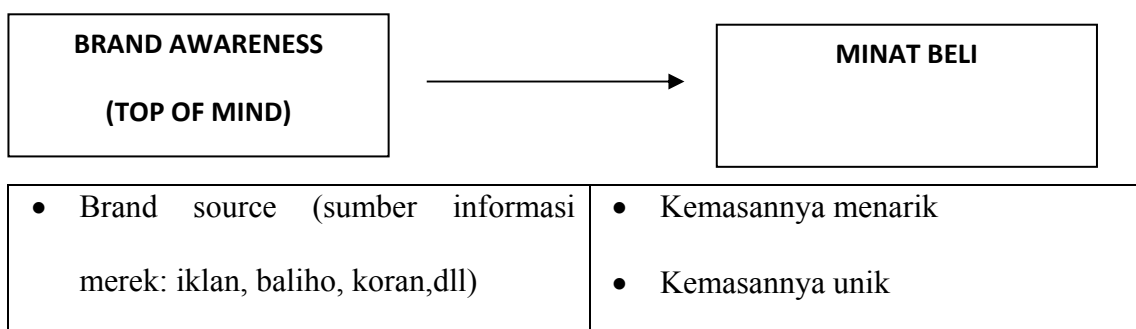 BRAND AWARENESS
(TOP OF MIND)
MINAT BELI
• Brand source (sumber informasi
merek: iklan, baliho, koran,dll)
• Kemasannya menarik
• Kemasannya unik